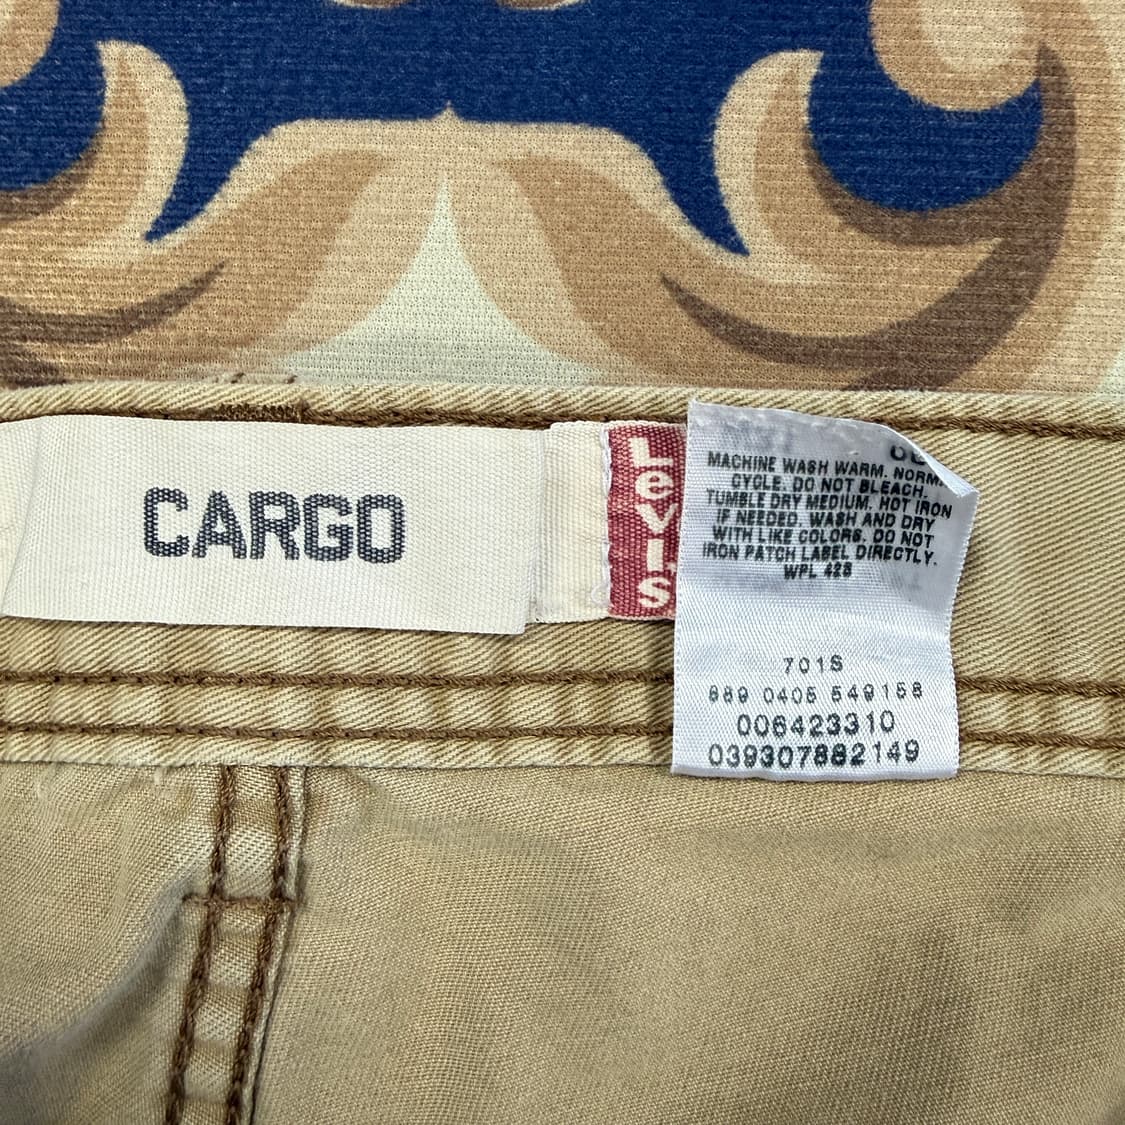 CARGO
Levi's
MACHINE WASH WARM. NORM
CYCLE. DO NOT BLEACH.
TUMBLE DRY MEDIUM. HOT IRON
IF NEEDED. WASH AND DRY
WITH LIKE COLORS. DO NOT
IRON PATCH LABEL DIRECTLY.
WPL 423
701S
889 0405 549158
006423310
039307882149